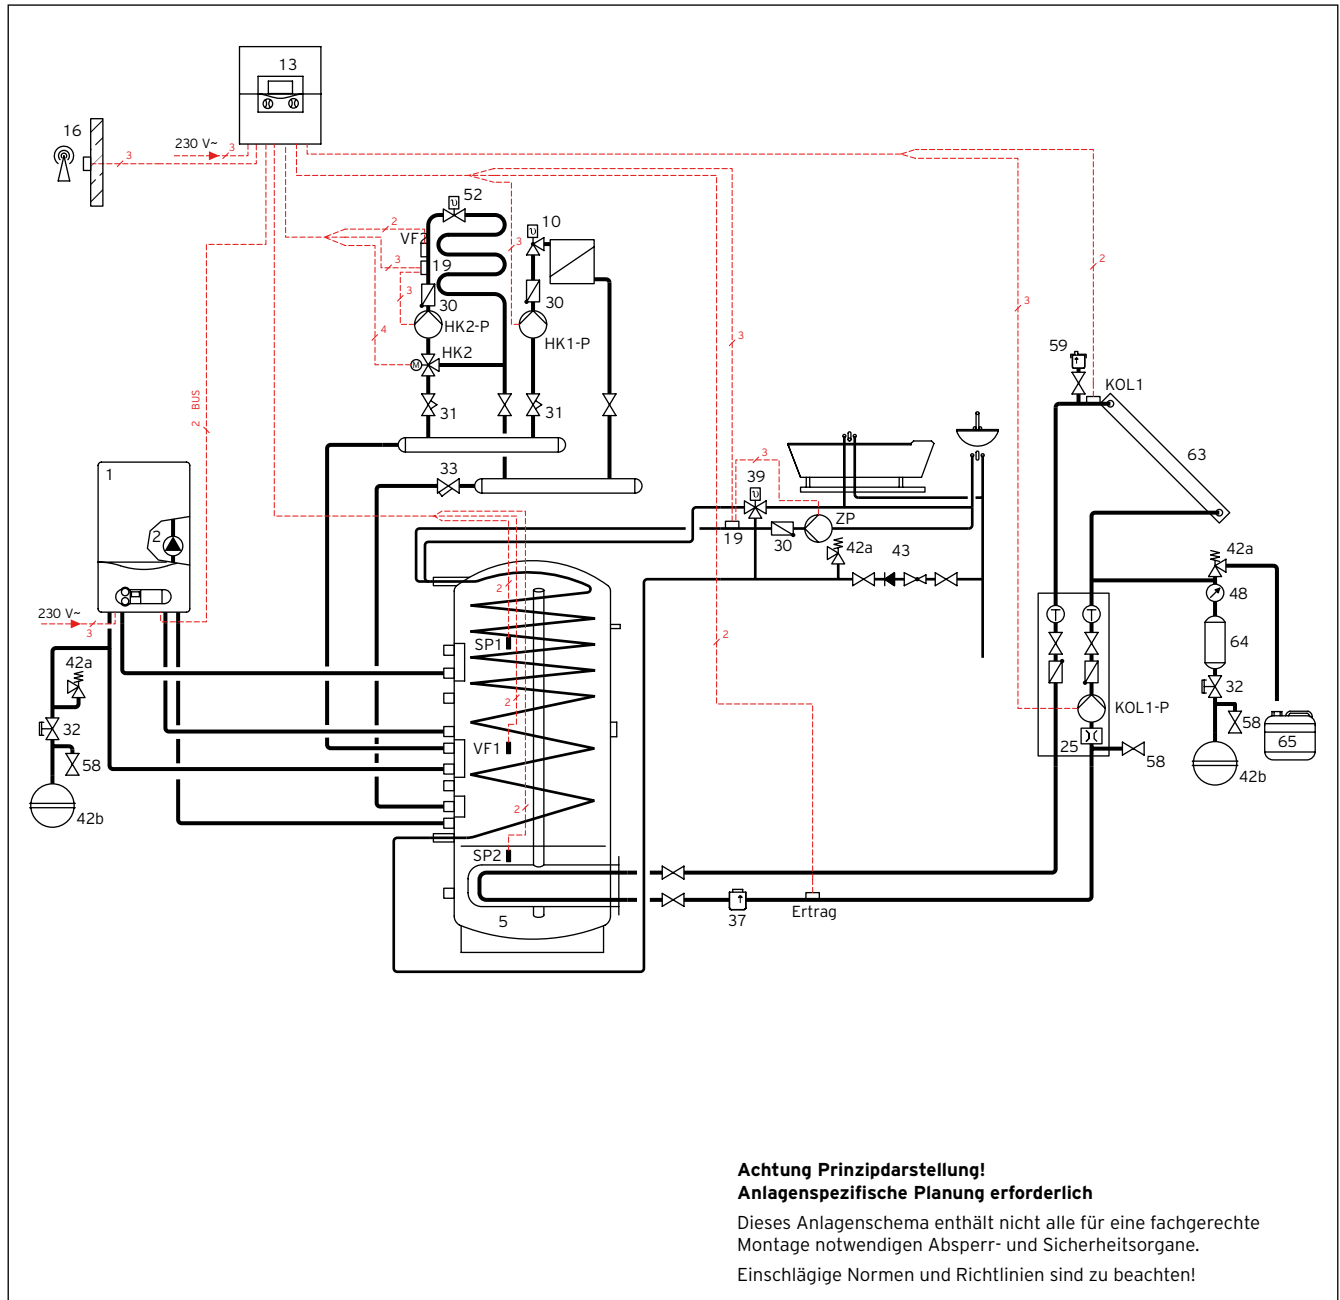 13
16
230 V~
3
3
52
10
2
VF2
3
19
3
30
HK2-P
4
HK2
3
30
HK1-P
31
31
2 BUS
33
1
2
230 V~
3
42a
32
58
42b
3
3
39
ZP
19
30
42a
43
2
SP1
2
VF1
2
SP2
5
2
37
Ertrag
2
3
59
KOL1
63
T
T
KOL1-P
25
58
42a
48
64
32
58
42b
65
M
υ
υ
υ
Achtung Prinzipdarstellung!
Anlagenspezifische Planung erforderlich
Dieses Anlagenschema enthält nicht alle für eine fachgerechte
Montage notwendigen Absperr- und Sicherheitsorgane.
Einschlägige Normen und Richtlinien sind zu beachten!